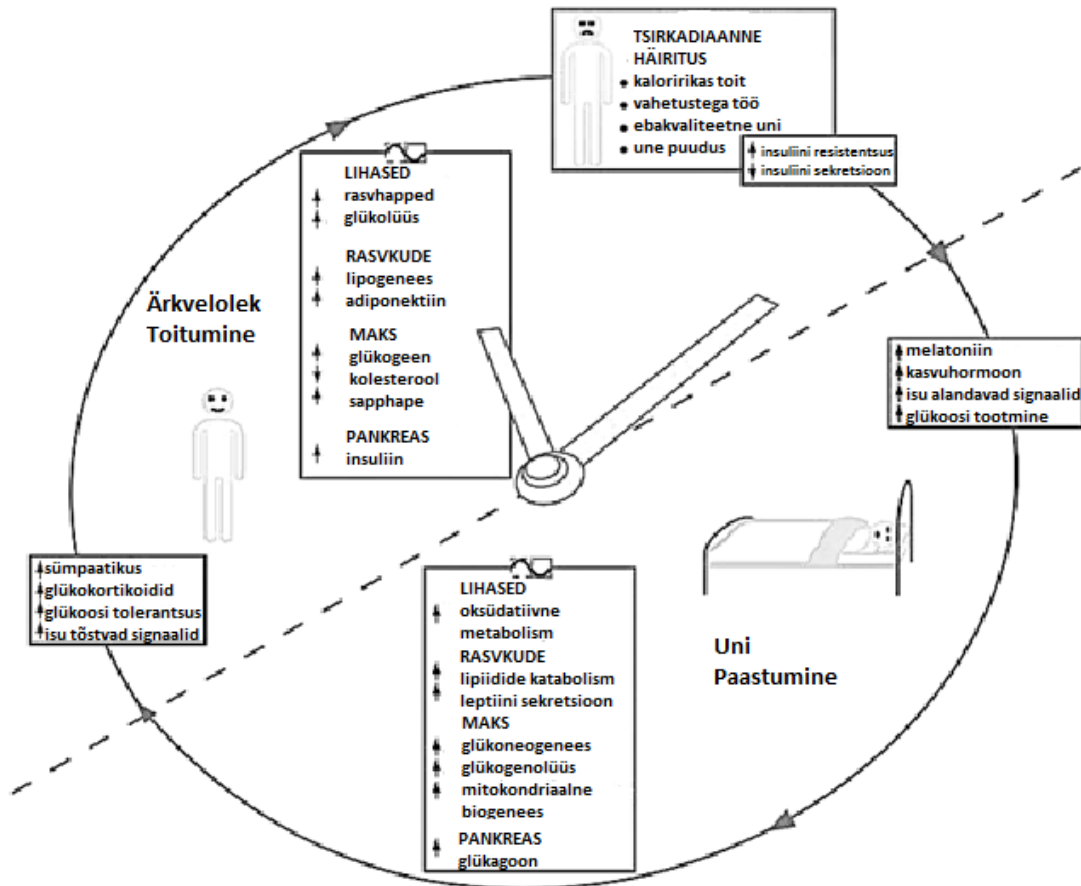 TSIRKADIAANNE
HÄIRITUS
kaloririkas toit
vahetustega töö
ebakvaliteetne uni
une puudus
insuliini resistentsus
insuliini sekretsioon
LIHASED
rasvhapped
glükolüüs
RASVKUDE
lipogenees
adiponektiin
MAKS
glükogeen
kolesterool
sapphape
PANKREAS
insuliin
Ärkvelolek
Toitumine
melatoniin
kasvuhormoon
isu alandavad signaalid
glükoosi tootmine
sümpaatikus
glükokortikoidid
glükoosi tolerantsus
isu tõstvad signaalid
LIHASED
oksüdatiivne
metabolism
RASVKUDE
lipiidide katabolism
leptiini sekretsioon
MAKS
glükoneogenees
glükogenolüüs
mitokondriaalne
biogenees
PANKREAS
glükagoon
Uni
Paastumine